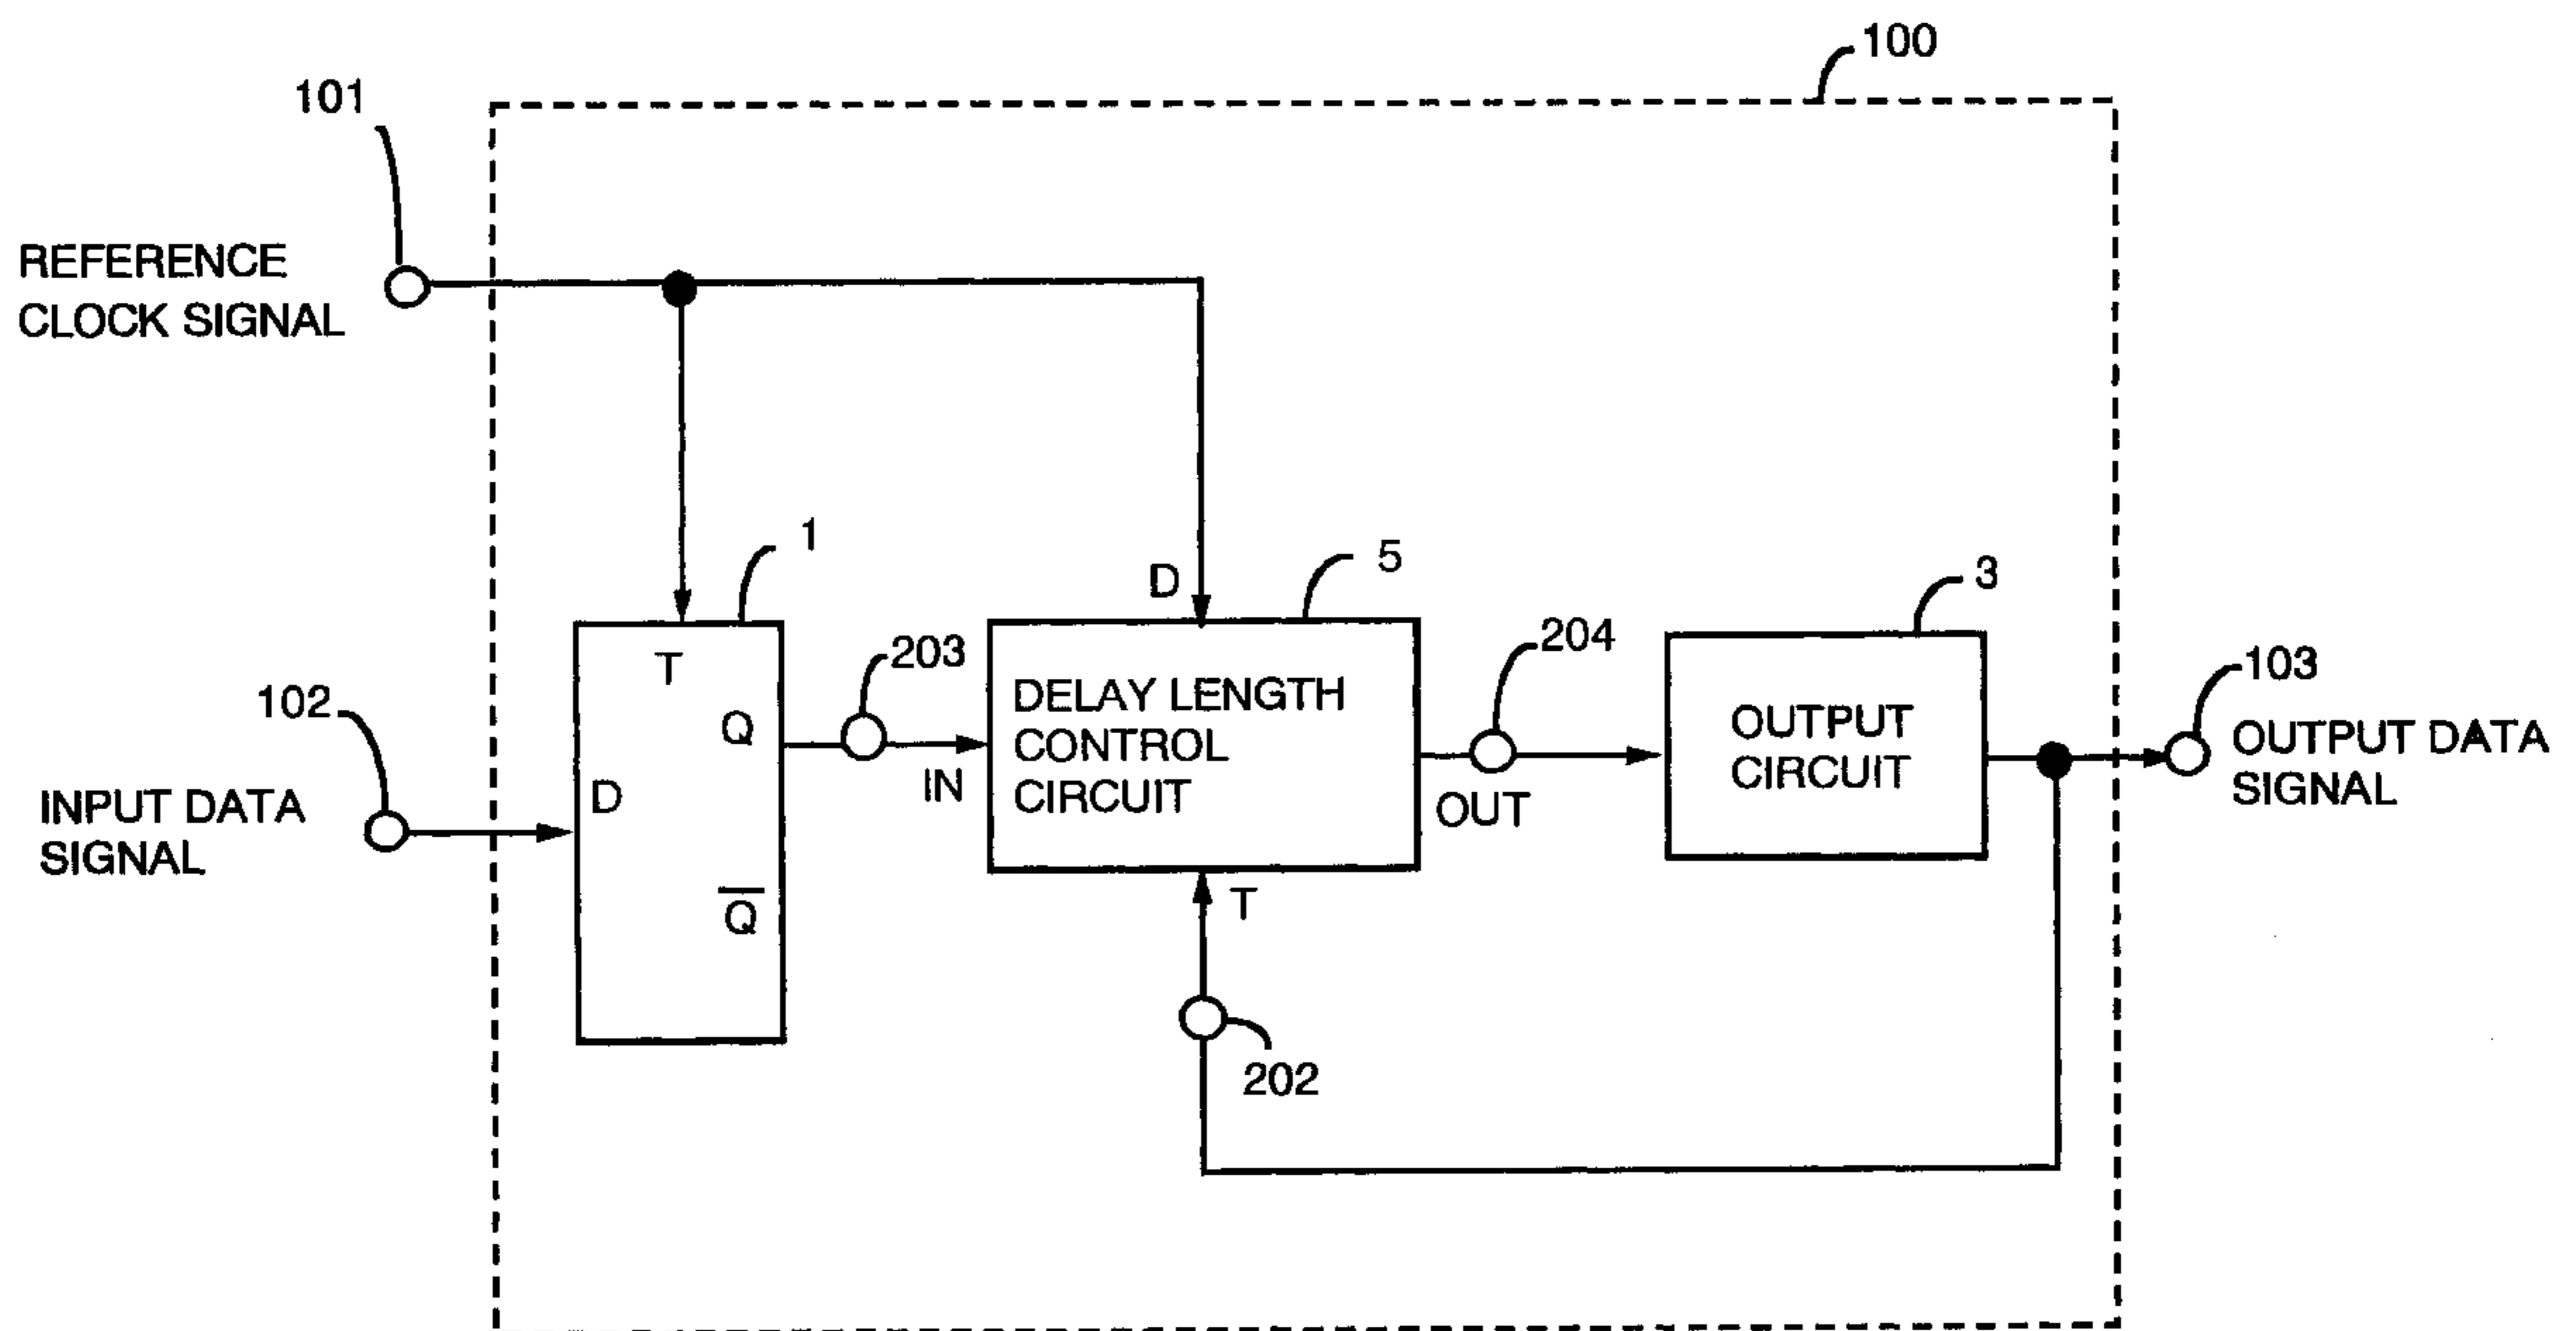 100
101
REFERENCE
CLOCK SIGNAL
1
5
3
D
T
203
204
103
102
Q
DELAY LENGTH
CONTROL
CIRCUIT
OUTPUT
CIRCUIT
OUTPUT DATA
SIGNAL
IN
OUT
INPUT DATA
SIGNAL
D
Q̅
T
202